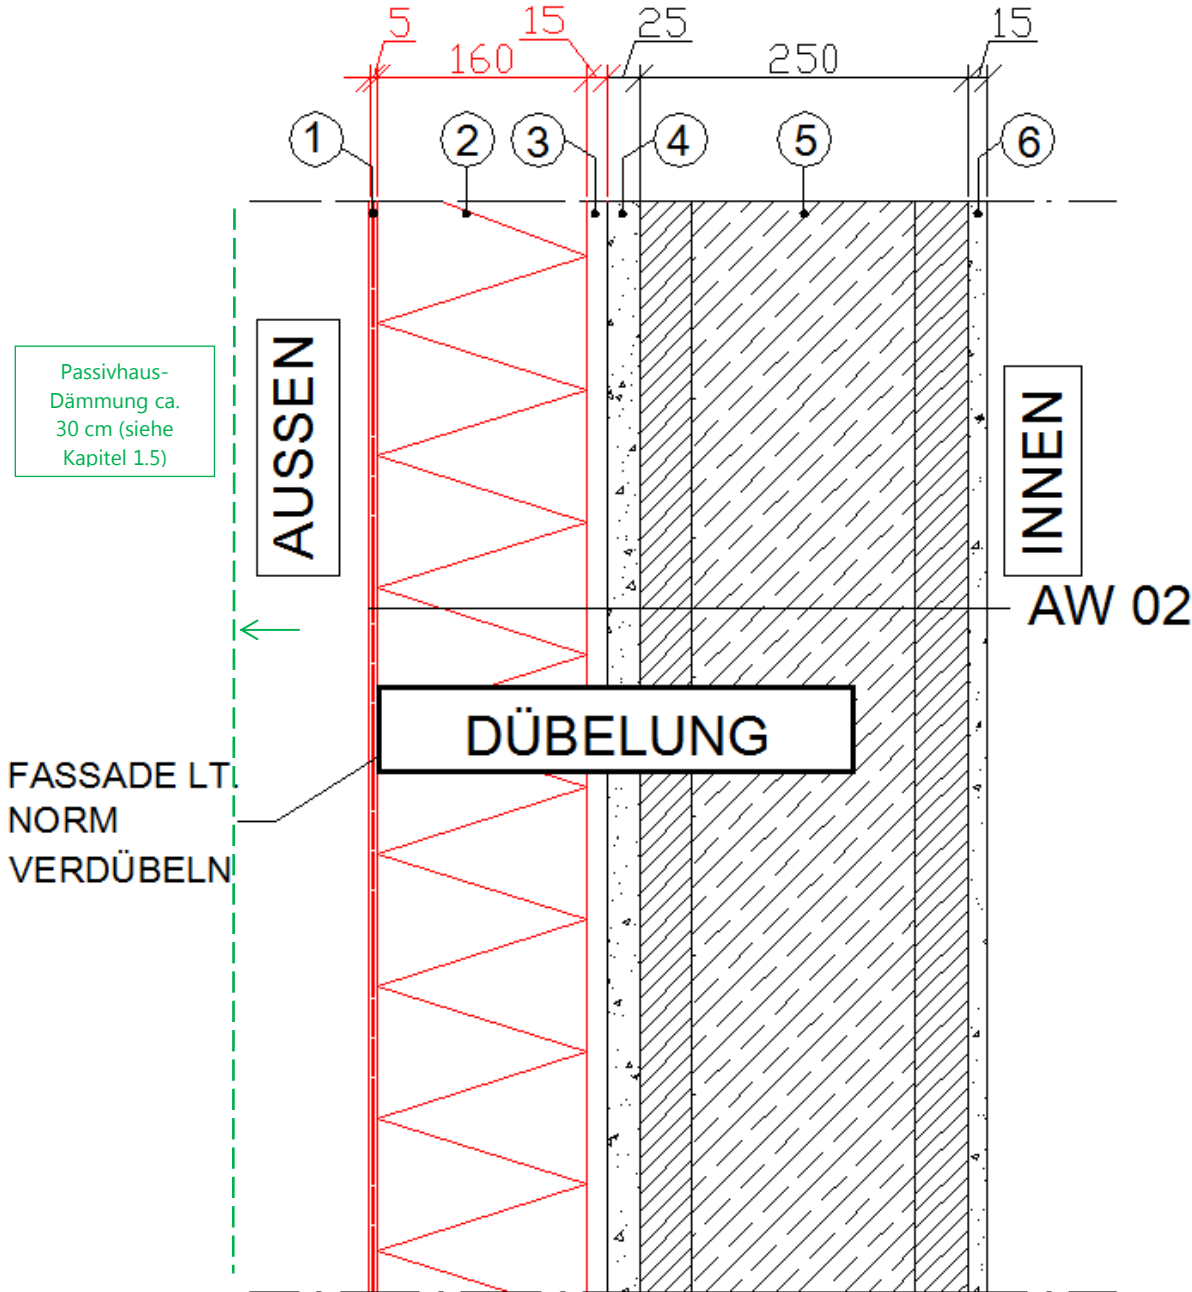 5
160
15
25
250
15
1
2
3
4
5
6
Passivhaus-
Dämmung ca.
30 cm (siehe
Kapitel 1.5)
AUSSEN
INNEN
AW 02
DÜBELUNG
FASSADE LT.
NORM
VERDÜBELN